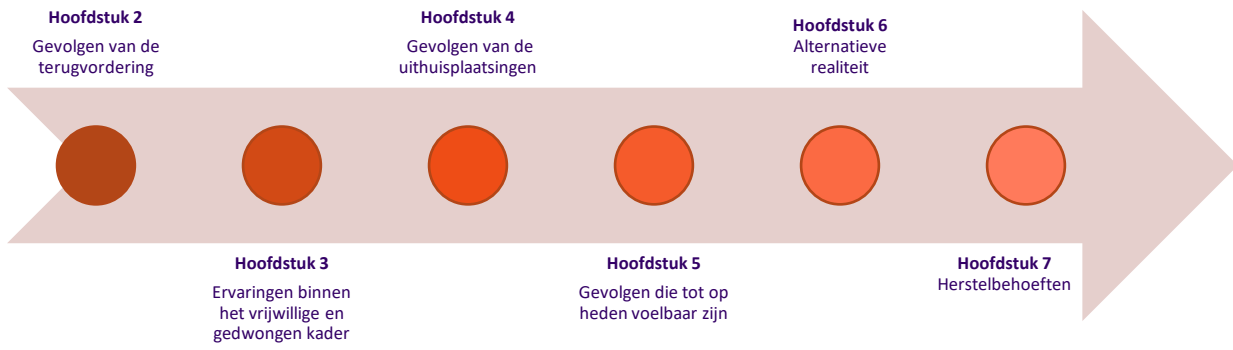 Hoofdstuk 2
Gevolgen van de
terugvordering
Hoofdstuk 3
Ervaringen binnen
het vrijwillige en
gedwongen kader
Hoofdstuk 4
Gevolgen van de
uithuisplaatsingen
Hoofdstuk 5
Gevolgen die tot op
heden voelbaar zijn
Hoofdstuk 6
Alternatieve
realiteit
Hoofdstuk 7
Herstelbehoeften